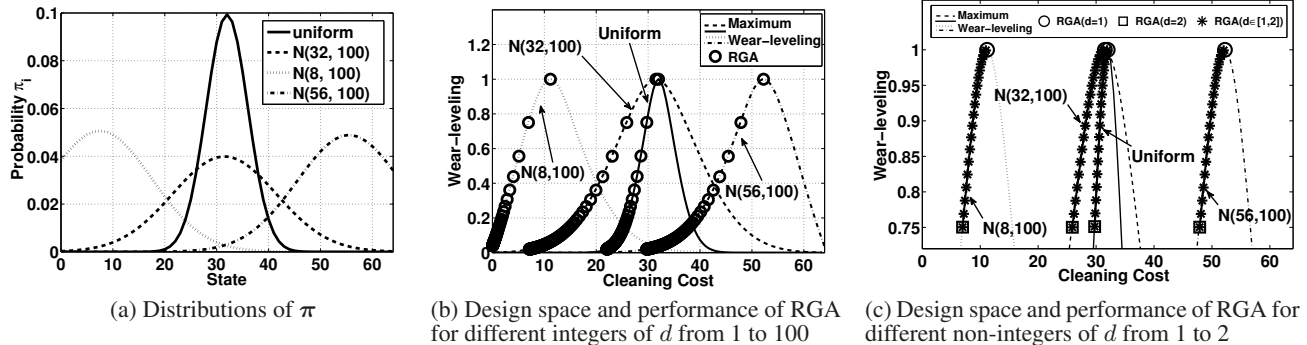 0.1
0.08
0.06
0.04
0.02
0
Probability πi
uniform
N(32, 100)
N(8, 100)
N(56, 100)
0 10 20 30 40 50 60
State
(a) Distributions of π
1.2
1
0.8
0.6
0.4
0.2
0
Wear−leveling
Uniform
N(32,100)
N(8,100)
N(56,100)
Maximum
Wear−leveling
RGA
0 10 20 30 40 50 60
Cleaning Cost
(b) Design space and performance of RGA
for different integers of d from 1 to 100
Maximum
Wear−leveling
RGA(d=1)
RGA(d=2)
RGA(d∈[1,2])
1
0.95
0.9
0.85
0.8
0.75
Wear−leveling
N(32,100)
Uniform
N(8,100)
N(56,100)
0 10 20 30 40 50 60
Cleaning Cost
(c) Design space and performance of RGA for
different non-integers of d from 1 to 2